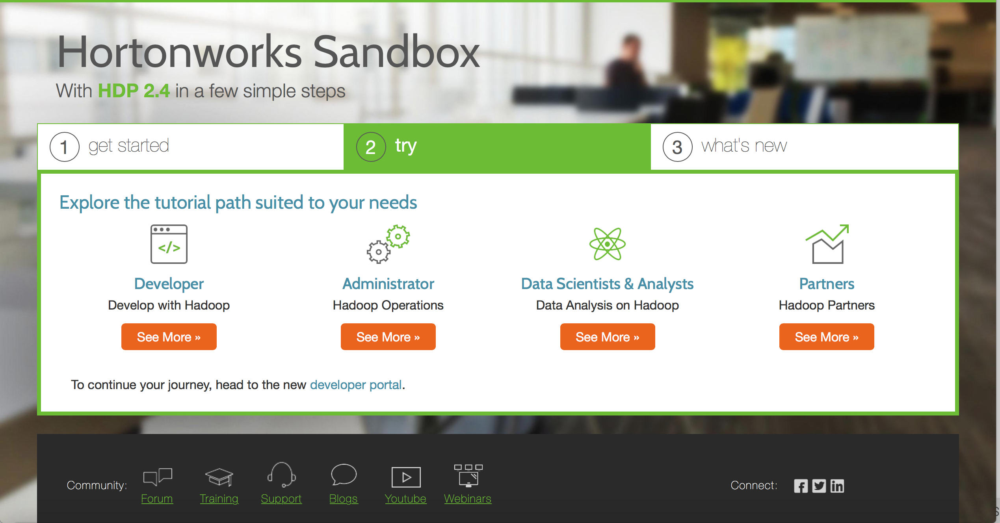 Hortonworks Sandbox
With HDP 2.4 in a few simple steps
1 get started
2 try
3 what's new
Explore the tutorial path suited to your needs
</>
Developer
Develop with Hadoop
See More »
Administrator
Hadoop Operations
See More »
Data Scientists & Analysts
Data Analysis on Hadoop
See More »
Partners
Hadoop Partners
See More »
To continue your journey, head to the new developer portal.
Community:
Forum
Training
Support
Blogs
Youtube
Webinars
Connect:
f
in